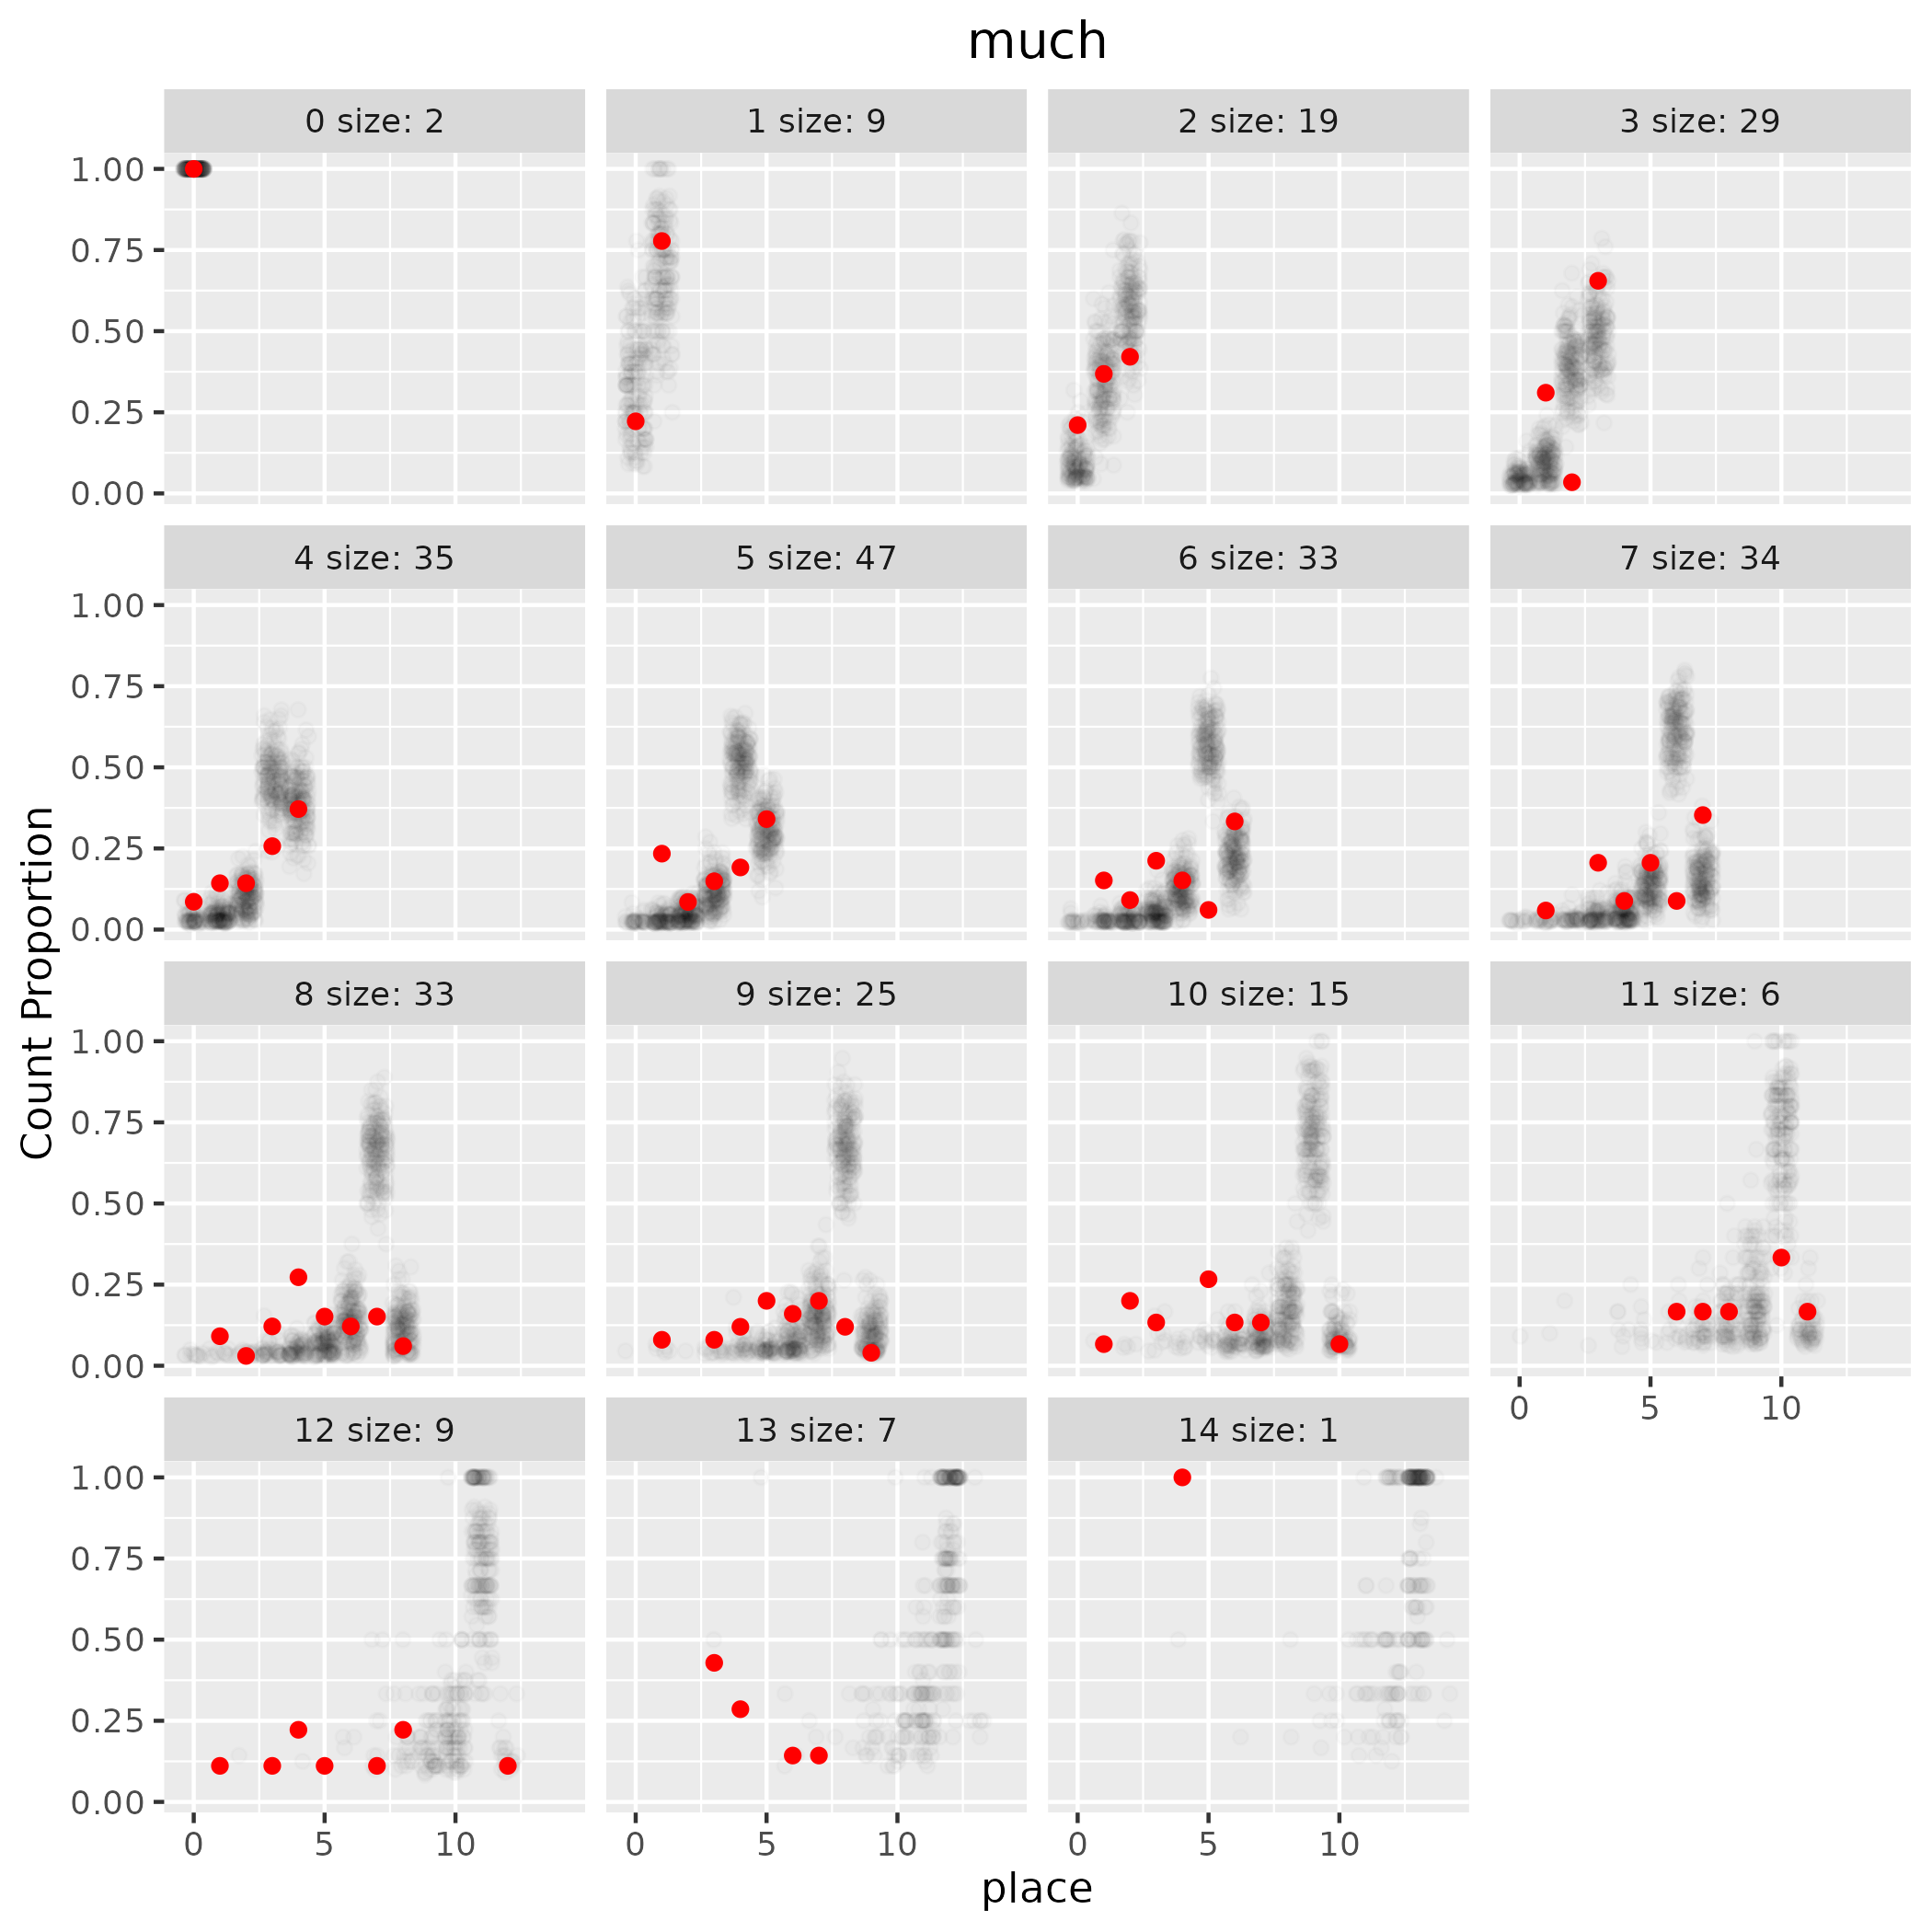 much
0 size: 2
1 size: 9
2 size: 19
3 size: 29
1.00
0.75
0.50
0.25
0.00
4 size: 35
5 size: 47
6 size: 33
7 size: 34
1.00
0.75
0.50
0.25
0.00
Count Proportion
8 size: 33
9 size: 25
10 size: 15
11 size: 6
1.00
0.75
0.50
0.25
0.00
0 5 10
12 size: 9
13 size: 7
14 size: 1
1.00
0.75
0.50
0.25
0.00
0 5 10
0 5 10
0 5 10
place